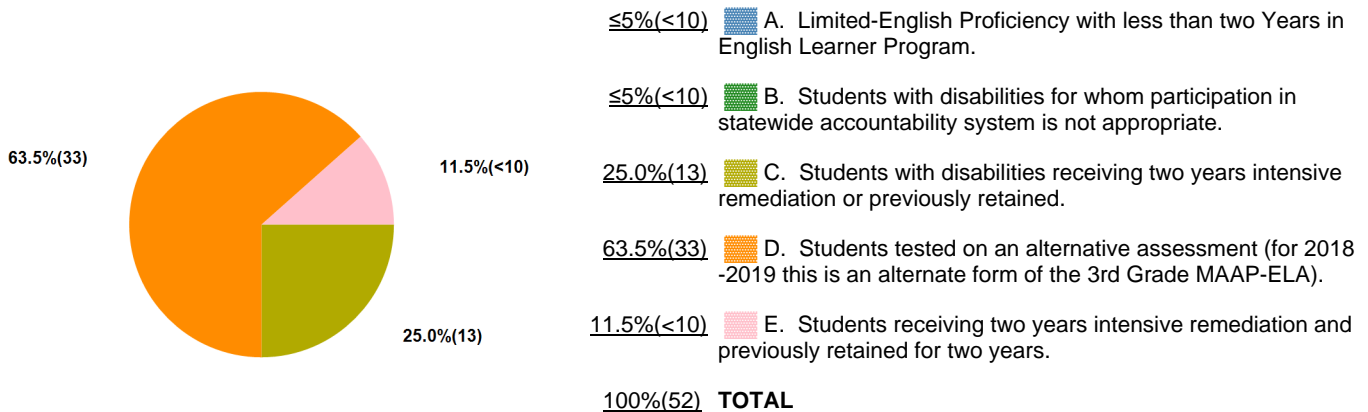 ≤5%(<10) A. Limited-English Proficiency with less than two Years in
English Learner Program.
≤5%(<10) B. Students with disabilities for whom participation in
statewide accountability system is not appropriate.
63.5%(33)
11.5%(<10)
25.0%(13)
25.0%(13) C. Students with disabilities receiving two years intensive
remediation or previously retained.
63.5%(33) D. Students tested on an alternative assessment (for 2018
-2019 this is an alternate form of the 3rd Grade MAAP-ELA).
11.5%(<10) E. Students receiving two years intensive remediation and
previously retained for two years.
100%(52) TOTAL